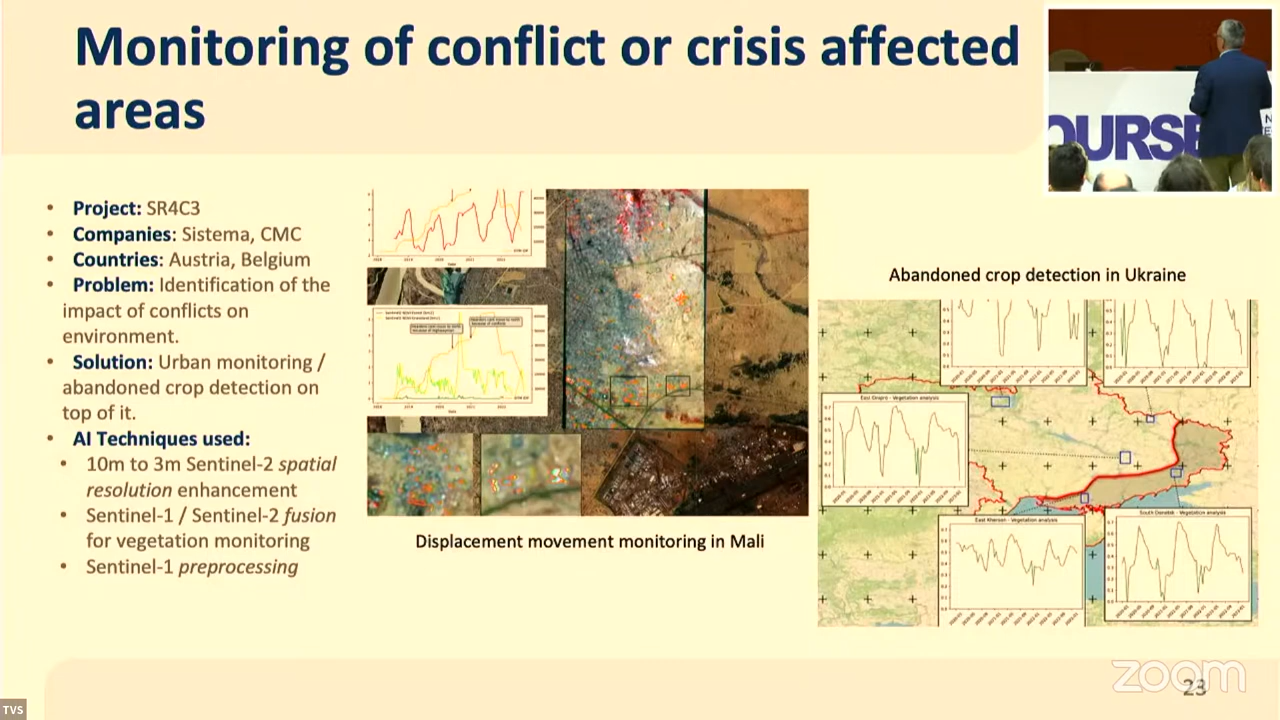 Monitoring of conflict or crisis affected
areas
• Project: SR4C3
• Companies: Sistema, CMC
• Countries: Austria, Belgium
• Problem: Identification of the
impact of conflicts on
environment.
• Solution: Urban monitoring /
abandoned crop detection on
top of it.
• AI Techniques used:
• 10m to 3m Sentinel-2 spatial
resolution enhancement
• Sentinel-1 / Sentinel-2 fusion
for vegetation monitoring
• Sentinel-1 preprocessing
Displacement movement monitoring in Mali
Abandoned crop detection in Ukraine
East Dnipro - Vegetation analysis
East Kherson - Vegetation analysis
South Donetsk - Vegetation analysis
OURSE
zoom
23
TVS